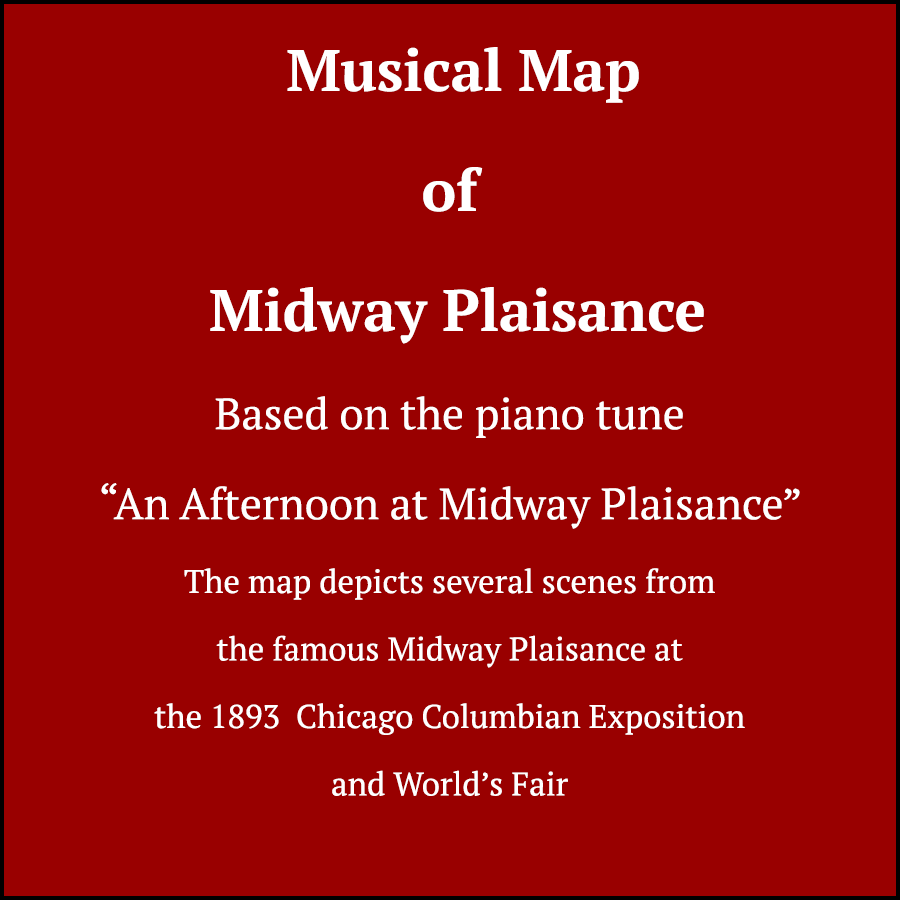 Musical Map
of
Midway Plaisance
Based on the piano tune
“An Afternoon at Midway Plaisance”
The map depicts several scenes from
the famous Midway Plaisance at
the 1893  Chicago Columbian Exposition
and World’s Fair